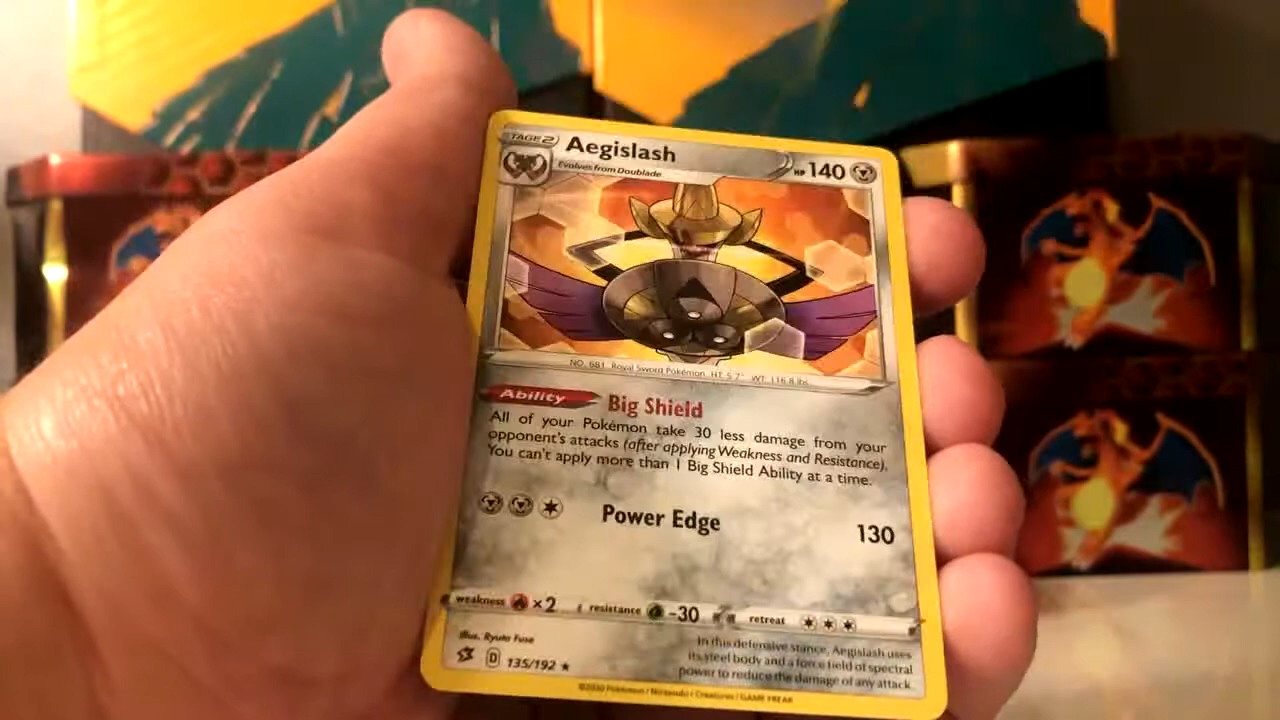 TAGE 2
Aegislash
HP 140
Evolves from Doublade
NO. 681 Royal Sword Pokémon HT: 5'7" WT: 116.8 lbs.
Ability Big Shield
All of your Pokémon take 30 less damage from your
opponent's attacks (after applying Weakness and Resistance).
You can't apply more than 1 Big Shield Ability at a time.
Power Edge 130
weakness ×2 resistance -30 retreat
Illus. Ryuta Fuse
D 135/192 ★
In this defensive stance, Aegislash uses
its steel body and a force field of spectral
power to reduce the damage of any attack.
©2020 Pokémon / Nintendo / Creatures / GAME FREAK